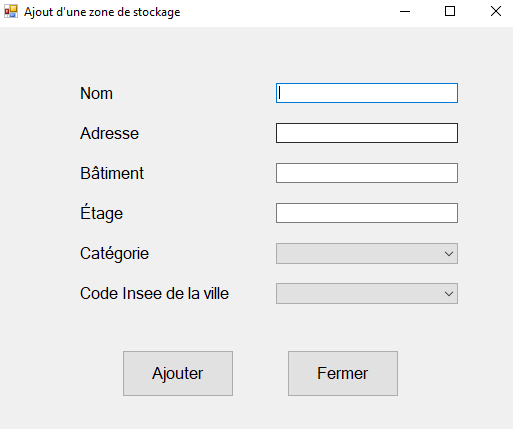 Ajout d'une zone de stockage
Nom
Adresse
Bâtiment
Étage
Catégorie
Code Insee de la ville
Ajouter
Fermer